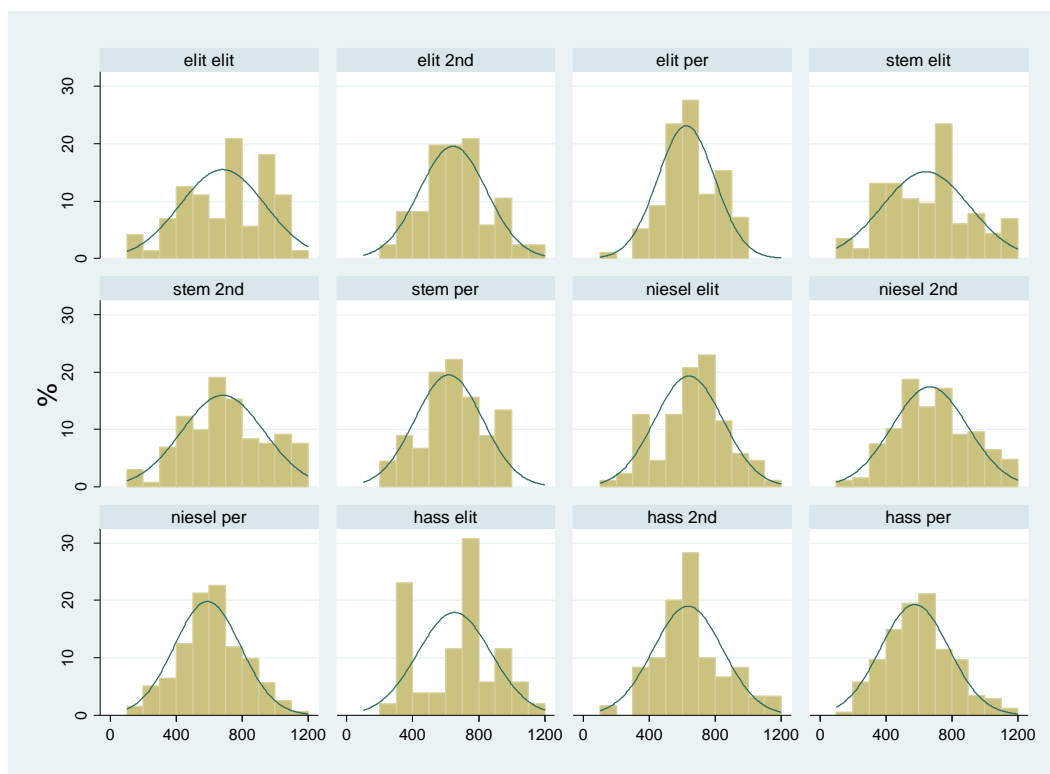 elit elit
elit 2nd
elit per
stem elit
30
20
10
0
stem 2nd
stem per
niesel elit
niesel 2nd
%
30
20
10
0
niesel per
hass elit
hass 2nd
hass per
30
20
10
0
0 400 800 1200
0 400 800 1200
0 400 800 1200
0 400 800 1200